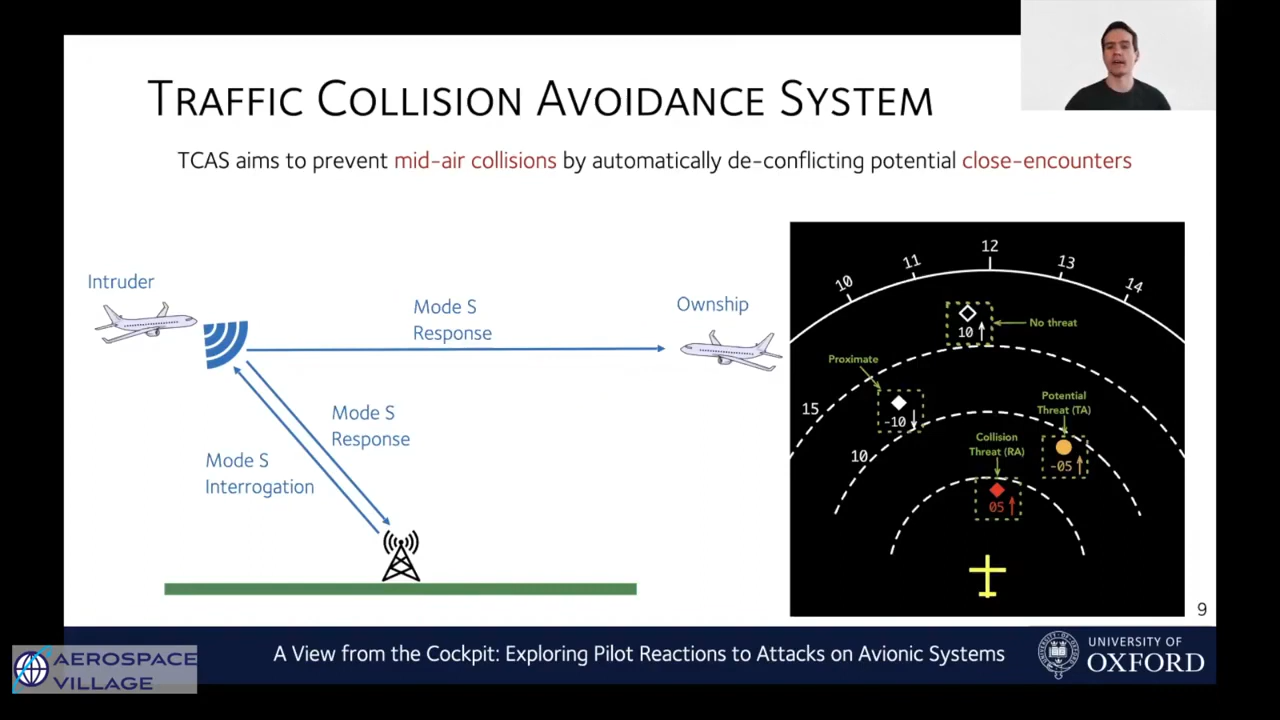 TRAFFIC COLLISION AVOIDANCE SYSTEM
TCAS aims to prevent mid-air collisions by automatically de-conflicting potential close-encounters
Intruder
Mode S
Response
Ownship
Mode S
Response
Mode S
Interrogation
10
11
12
13
14
10
No threat
Proximate
-10
15
10
Potential
Threat (TA)
-05
Collision
Threat (RA)
05
9
A View from the Cockpit: Exploring Pilot Reactions to Attacks on Avionic Systems
UNIVERSITY OF
OXFORD
AEROSPACE
VILLAGE